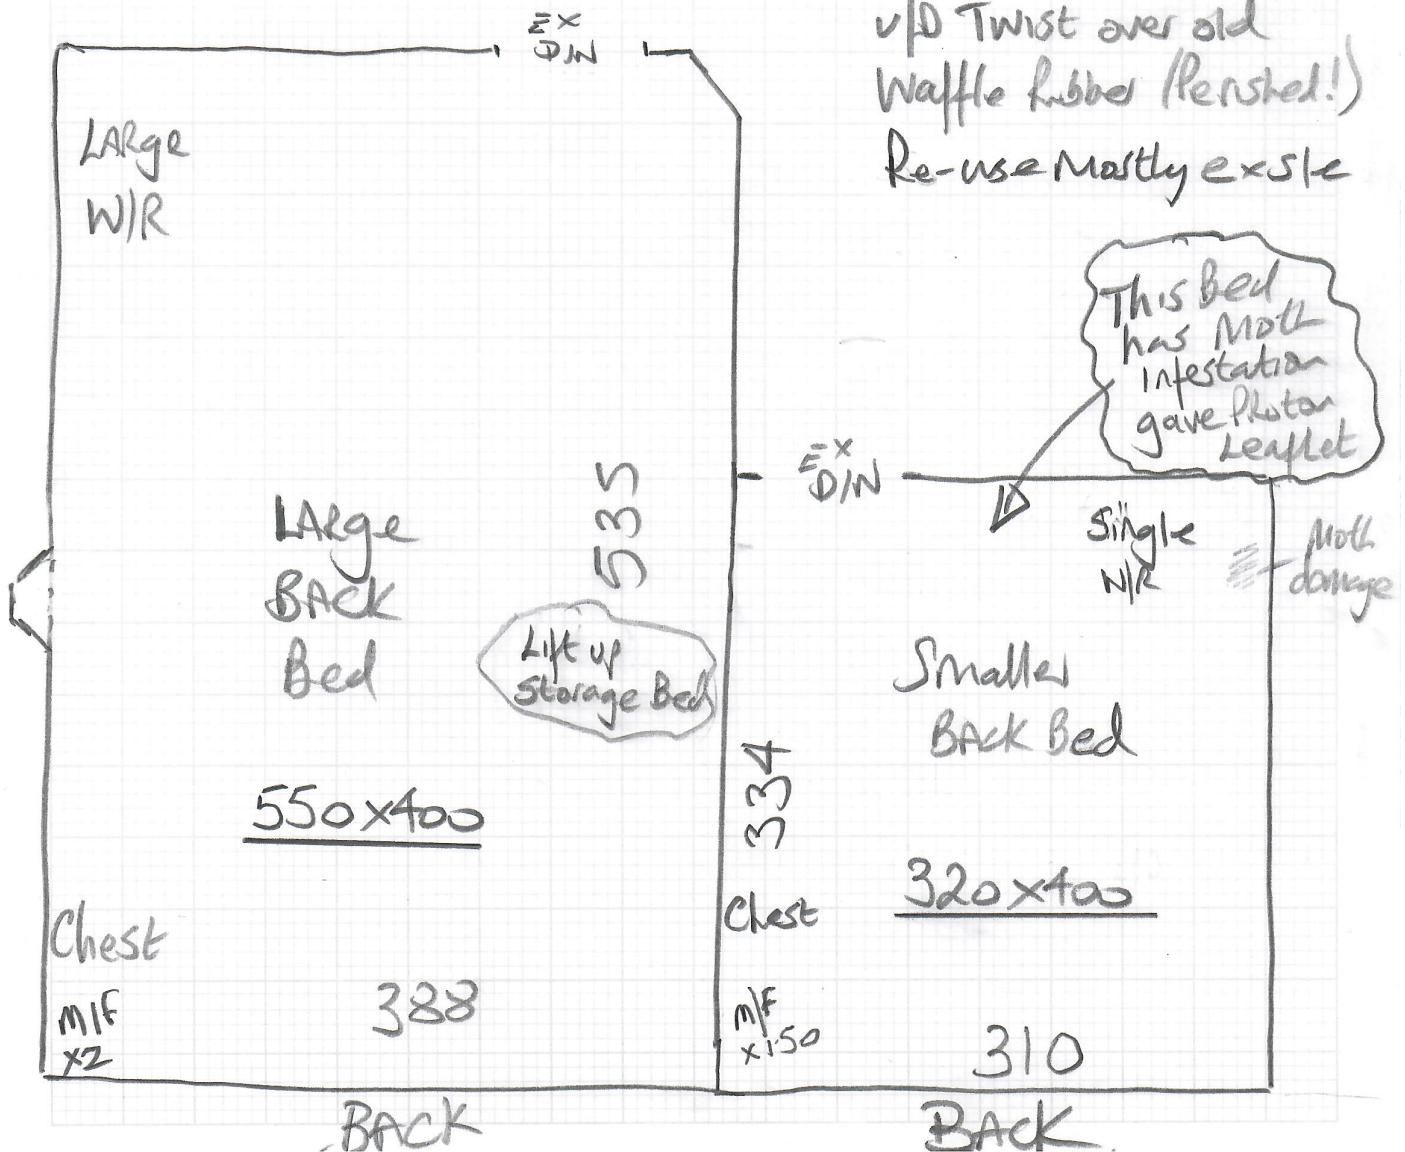 EX
D/N
U/D Twist over old
Waffle Rubber (Perished!)
Re-use Mostly ex s/e
LARge
W/R
This Bed
has Moth
Infestation
gave Proton
Leaflet
EX
D/N
535
LARge
BACK
Bed
Single
W/R
Moth
damage
Lift up
Storage Bed
Smaller
BACK Bed
334
550x400
320x400
Chest
Chest
M/F
x2
388
M/F
x1.50
310
BACK
BACK